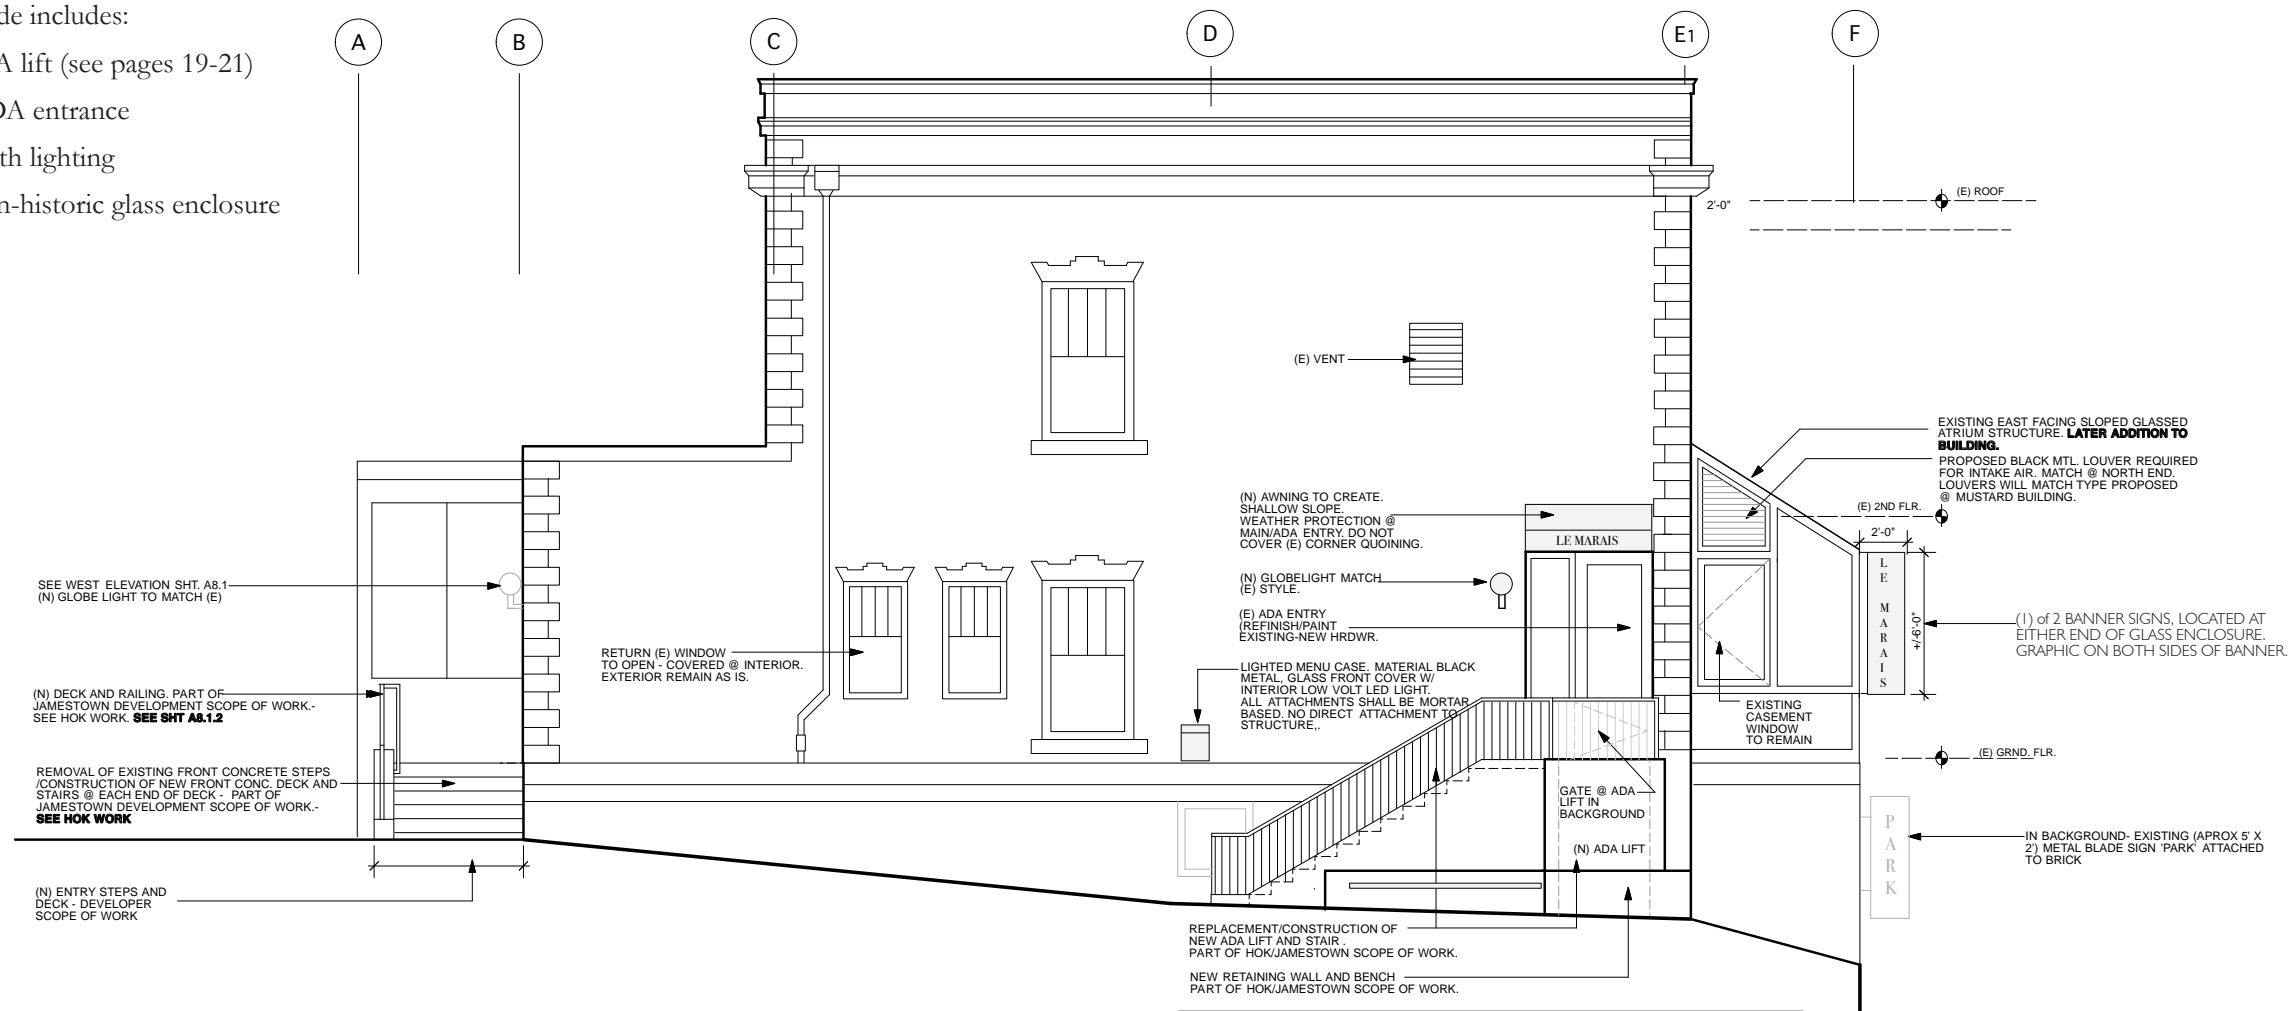 de includes:
A lift (see pages 19-21)
DA entrance
th lighting
n-historic glass enclosure
A
B
C
D
E1
F
2'-0"
(E) ROOF
(E) VENT
EXISTING EAST FACING SLOPED GLASSED
ATRIUM STRUCTURE. LATER ADDITION TO
BUILDING.
PROPOSED BLACK MTL. LOUVER REQUIRED
FOR INTAKE AIR. MATCH @ NORTH END.
LOUVERS WILL MATCH TYPE PROPOSED
@ MUSTARD BUILDING.
(E) 2ND FLR.
2'-0"
(N) AWNING TO CREATE.
SHALLOW SLOPE.
WEATHER PROTECTION @
MAIN/ADA ENTRY. DO NOT
COVER (E) CORNER QUOINING.
LE MARAIS
SEE WEST ELEVATION SHT. A8.1
(N) GLOBE LIGHT TO MATCH (E)
(N) GLOBELIGHT MATCH
(E) STYLE.
(E) ADA ENTRY
(REFINISH/PAINT
EXISTING-NEW HRDWR.
LE MARAIS
+/-6'-0"
(1) of 2 BANNER SIGNS, LOCATED AT
EITHER END OF GLASS ENCLOSURE.
GRAPHIC ON BOTH SIDES OF BANNER.
RETURN (E) WINDOW
TO OPEN - COVERED @ INTERIOR.
EXTERIOR REMAIN AS IS.
LIGHTED MENU CASE. MATERIAL BLACK
METAL, GLASS FRONT COVER W/
INTERIOR LOW VOLT LED LIGHT.
ALL ATTACHMENTS SHALL BE MORTAR
BASED. NO DIRECT ATTACHMENT TO
STRUCTURE,.
(N) DECK AND RAILING. PART OF
JAMESTOWN DEVELOPMENT SCOPE OF WORK.-
SEE HOK WORK. SEE SHT A8.1.2
EXISTING
CASEMENT
WINDOW
TO REMAIN
(E) GRND. FLR.
REMOVAL OF EXISTING FRONT CONCRETE STEPS
/CONSTRUCTION OF NEW FRONT CONC. DECK AND
STAIRS @ EACH END OF DECK - PART OF
JAMESTOWN DEVELOPMENT SCOPE OF WORK.-
SEE HOK WORK
GATE @ ADA
LIFT IN
BACKGROUND
(N) ADA LIFT
PARK
IN BACKGROUND- EXISTING (APROX 5' X
2') METAL BLADE SIGN 'PARK' ATTACHED
TO BRICK
(N) ENTRY STEPS AND
DECK - DEVELOPER
SCOPE OF WORK
REPLACEMENT/CONSTRUCTION OF
NEW ADA LIFT AND STAIR .
PART OF HOK/JAMESTOWN SCOPE OF WORK.
NEW RETAINING WALL AND BENCH
PART OF HOK/JAMESTOWN SCOPE OF WORK.